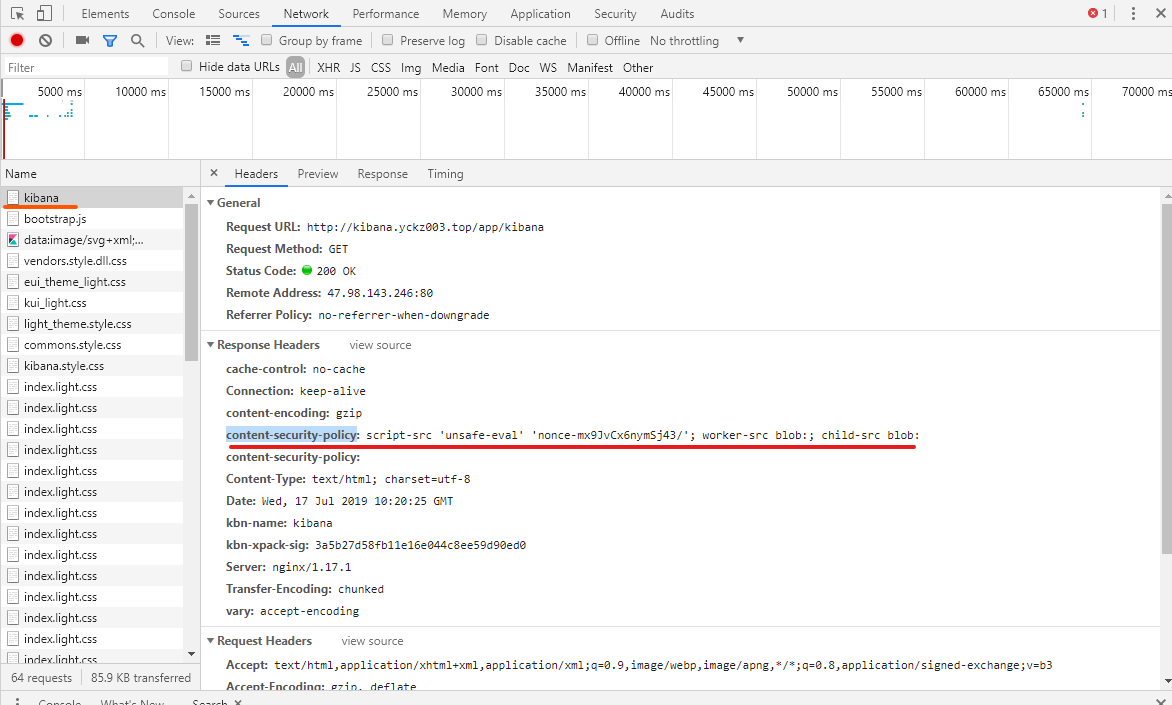 Elements Console Sources Network Performance Memory Application Security Audits 1
View: Group by frame Preserve log Disable cache Offline No throttling
Filter Hide data URLs All XHR JS CSS Img Media Font Doc WS Manifest Other
5000 ms 10000 ms 15000 ms 20000 ms 25000 ms 30000 ms 35000 ms 40000 ms 45000 ms 50000 ms 55000 ms 60000 ms 65000 ms 70000 ms
Name
kibana
bootstrap.js
data:image/svg+xml;...
vendors.style.dll.css
eui_theme_light.css
kui_light.css
light_theme.style.css
commons.style.css
kibana.style.css
index.light.css
index.light.css
index.light.css
index.light.css
index.light.css
index.light.css
index.light.css
index.light.css
index.light.css
index.light.css
index.light.css
index.light.css
index.light.css
index.light.css
64 requests 85.9 KB transferred
Headers Preview Response Timing
General
Request URL: http://kibana.yckz003.top/app/kibana
Request Method: GET
Status Code: 200 OK
Remote Address: 47.98.143.246:80
Referrer Policy: no-referrer-when-downgrade
Response Headers view source
cache-control: no-cache
Connection: keep-alive
content-encoding: gzip
content-security-policy: script-src 'unsafe-eval' 'nonce-mx9JvCx6nymSj43/'; worker-src blob:; child-src blob:
content-security-policy:
Content-Type: text/html; charset=utf-8
Date: Wed, 17 Jul 2019 10:20:25 GMT
kbn-name: kibana
kbn-xpack-sig: 3a5b27d58fb11e16e044c8ee59d90ed0
Server: nginx/1.17.1
Transfer-Encoding: chunked
vary: accept-encoding
Request Headers view source
Accept: text/html,application/xhtml+xml,application/xml;q=0.9,image/webp,image/apng,*/*;q=0.8,application/signed-exchange;v=b3
Accept-Encoding: gzip, deflate
Console What's New Search